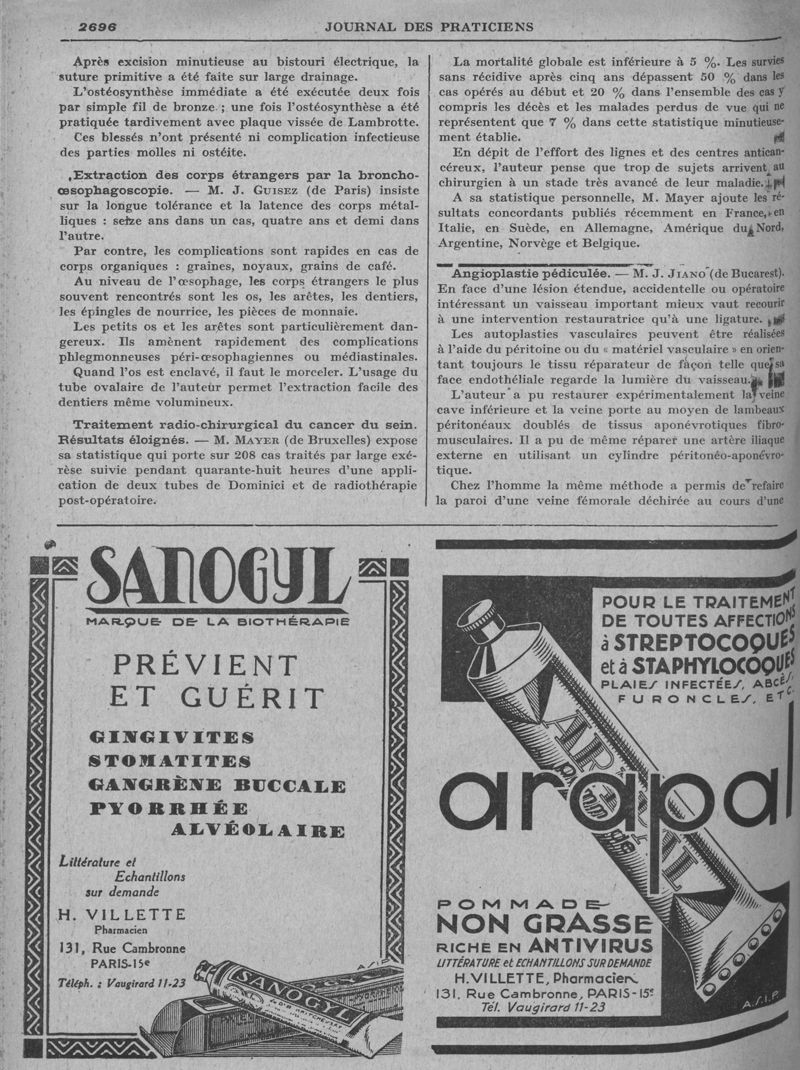 2696
JOURNAL DES PRATICIENS
Après excision minutieuse au bistouri électrique, la
suture primitive a été faite sur large drainage.
L'ostéosynthèse immédiate a été exécutée deux fois
par simple fil de bronze ; une fois l'ostéosynthèse a été
pratiquée tardivement avec plaque vissée de Lambrotte.
Ces blessés n'ont présenté ni complication infectieuse
des parties molles ni ostéite.
Extraction des corps étrangers par la broncho-
œsophagoscopie. — M. J. GUISEZ (de Paris) insiste
sur la longue tolérance et la latence des corps métal-
liques : seize ans dans un cas, quatre ans et demi dans
l'autre.
Par contre, les complications sont rapides en cas de
corps organiques : graines, noyaux, grains de café.
Au niveau de l'œsophage, les corps étrangers le plus
souvent rencontrés sont les os, les arêtes, les dentiers,
les épingles de nourrice, les pièces de monnaie.
Les petits os et les arêtes sont particulièrement dan-
gereux. Ils amènent rapidement des complications
phlegmonneuses péri-œsophagiennes ou médiastinales.
Quand l'os est enclavé, il faut le morceler. L'usage du
tube ovalaire de l'auteur permet l'extraction facile des
dentiers même volumineux.
Traitement radio-chirurgical du cancer du sein.
Résultats éloignés. — M. MAYER (de Bruxelles) expose
sa statistique qui porte sur 208 cas traités par large exé-
rèse suivie pendant quarante-huit heures d'une appli-
cation de deux tubes de Dominici et de radiothérapie
post-opératoire.
La mortalité globale est inférieure à 5 %. Les survies
sans récidive après cinq ans dépassent 50 % dans les
cas opérés au début et 20 % dans l'ensemble des cas y
compris les décès et les malades perdus de vue qui ne
représentent que 7 % dans cette statistique minutieuse-
ment établie.
En dépit de l'effort des lignes et des centres antican-
céreux, l'auteur pense que trop de sujets arrivent au
chirurgien à un stade très avancé de leur maladie.
A sa statistique personnelle, M. Mayer ajoute les ré-
sultats concordants publiés récemment en France, en
Italie, en Suède, en Allemagne, Amérique du Nord,
Argentine, Norvège et Belgique.
Angioplastie pédiculée. — M. J. JIANO (de Bucarest).
En face d'une lésion étendue, accidentelle ou opératoire
intéressant un vaisseau important mieux vaut recourir
à une intervention restauratrice qu'à une ligature.
Les autoplasties vasculaires peuvent être réalisées
à l'aide du péritoine ou du « matériel vasculaire » en orien-
tant toujours le tissu réparateur de façon telle que sa
face endothéliale regarde la lumière du vaisseau.
L'auteur a pu restaurer expérimentalement la veine
cave inférieure et la veine porte au moyen de lambeaux
péritonéaux doublés de tissus aponévrotiques fibro-
musculaires. Il a pu de même réparer une artère iliaque
externe en utilisant un cylindre péritonéo-aponévro-
tique.
Chez l'homme la même méthode a permis de refaire
la paroi d'une veine fémorale déchirée au cours d'une
SANOGYL
MARQUE DE LA BIOTHÉRAPIE
PRÉVIENT
ET GUÉRIT
GINGIVITES
STOMATITES
GANGRÈNE BUCCALE
PYORRHÉE
ALVÉOLAIRE
Littérature et
Echantillons
sur demande
H. VILLETTE
Pharmacien
131, Rue Cambronne
PARIS-15e
Téléph. : Vaugirard 11-23
SANOGYL
A.S.I.P
POUR LE TRAITEMENT
DE TOUTES AFFECTIONS
à STREPTOCOQUES
et à STAPHYLOCOQUES
PLAIES INFECTÉES, ABCÈS,
FURONCLES, ETC.
arapal
POMMADE
NON GRASSE
RICHE EN ANTIVIRUS
LITTÉRATURE et ECHANTILLONS SUR DEMANDE
H. VILLETTE, Pharmacien
131, Rue Cambronne, PARIS-15e
Tél. Vaugirard 11-23
A.S.I.P.